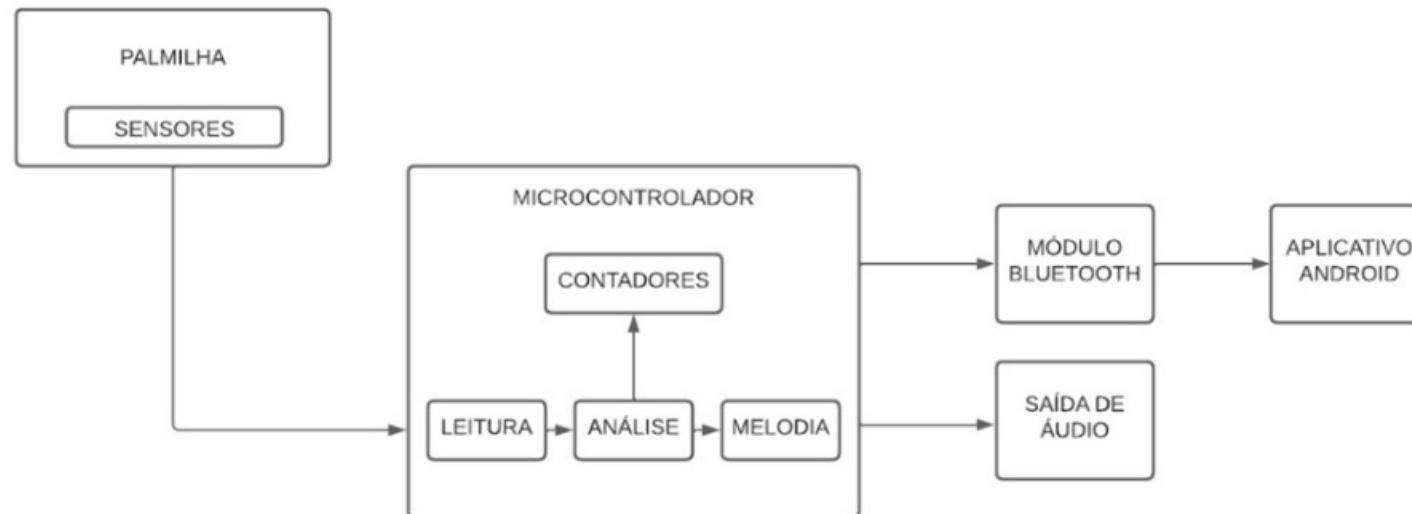 PALMILHA
SENSORES
MICROCONTROLADOR
CONTADORES
LEITURA
ANÁLISE
MELODIA
MÓDULO
BLUETOOTH
APLICATIVO
ANDROID
SAÍDA DE
ÁUDIO